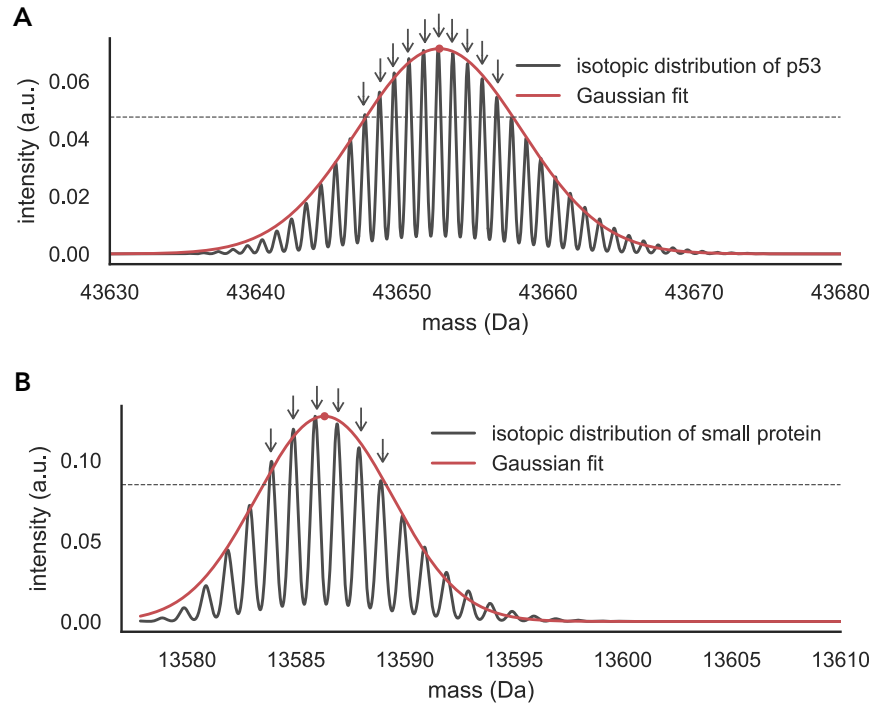 A
isotopic distribution of p53
Gaussian fit
intensity (a.u.)
0.06
0.04
0.02
0.00
43630 43640 43650 43660 43670 43680
mass (Da)
B
isotopic distribution of small protein
Gaussian fit
intensity (a.u.)
0.10
0.05
0.00
13580 13585 13590 13595 13600 13605 13610
mass (Da)